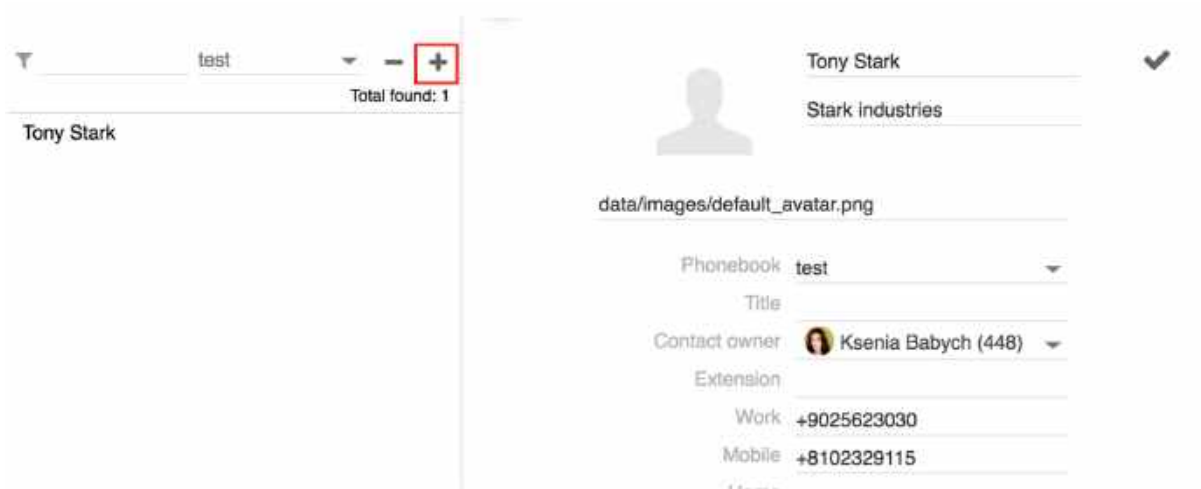 test
Total found: 1
Tony Stark
Tony Stark
Stark industries
data/images/default_avatar.png
Phonebook test
Title
Contact owner Ksenia Babych (448)
Extension
Work +9025623030
Mobile +8102329115